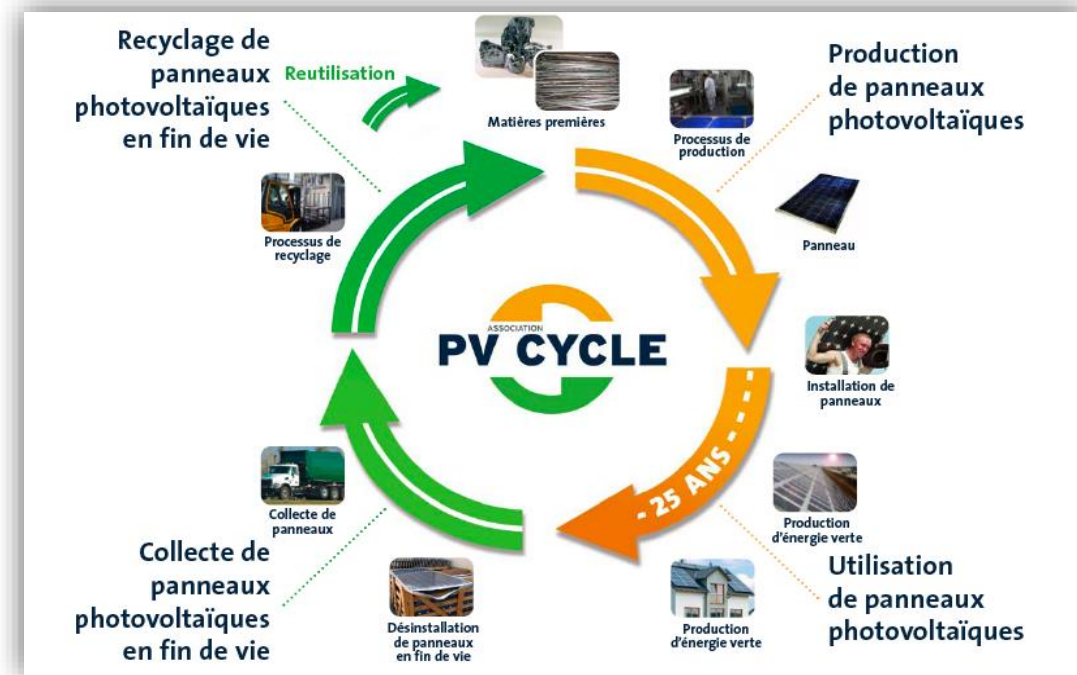 Recyclage de
panneaux
photovoltaïques
en fin de vie
Reutilisation
Matières premières
Processus de
production
Production
de panneaux
photovoltaïques
Panneau
Installation de
panneaux
- 25 ANS - - -
Production
d'énergie verte
Utilisation
de panneaux
photovoltaïques
Production
d'énergie verte
Désinstallation
de panneaux
en fin de vie
Collecte de
panneaux
Collecte de
panneaux
photovoltaïques
en fin de vie
Processus de
recyclage
ASSOCIATION
PV CYCLE